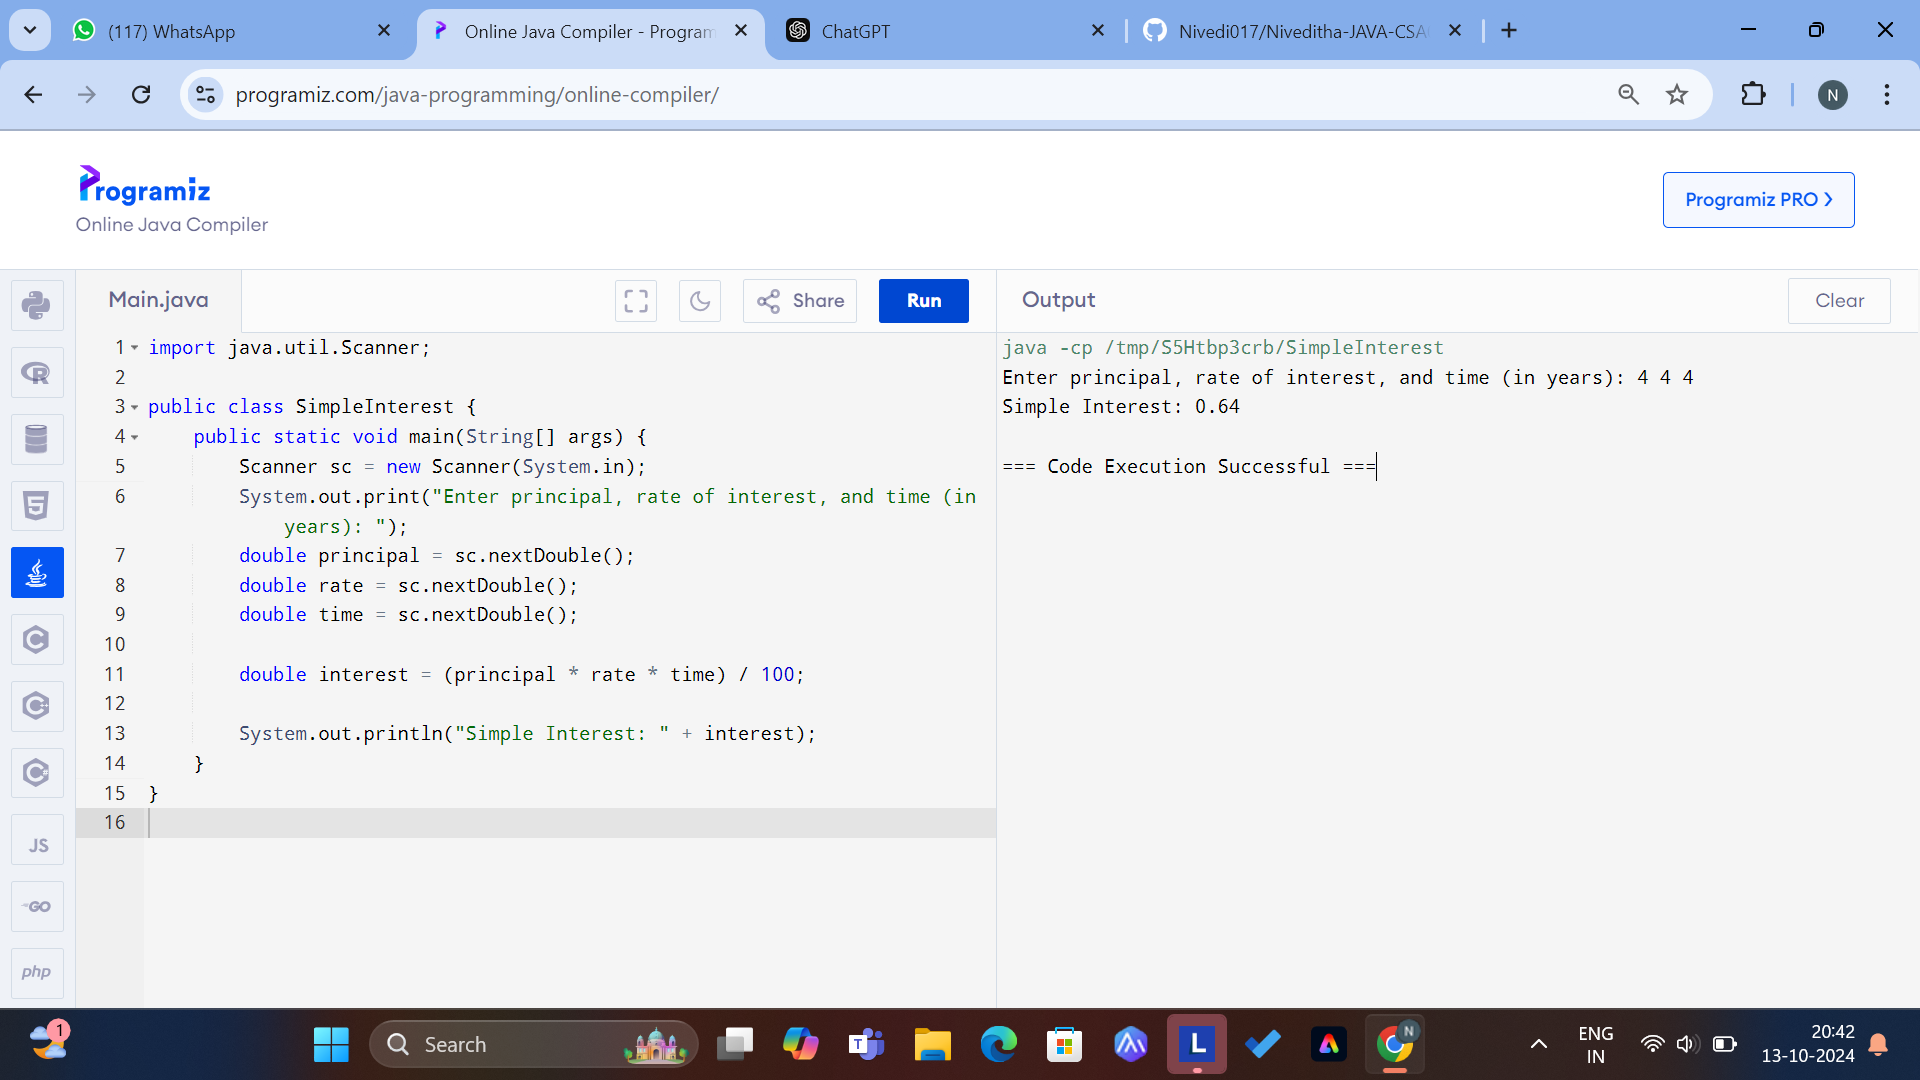 (117) WhatsApp
Online Java Compiler - Program
ChatGPT
Nivedi017/Niveditha-JAVA-CSA
programiz.com/java-programming/online-compiler/
N
Programiz
Online Java Compiler
Programiz PRO >
Main.java
Share
Run
Output
Clear
1 import java.util.Scanner;
2
3 public class SimpleInterest {
4 public static void main(String[] args) {
5 Scanner sc = new Scanner(System.in);
6 System.out.print("Enter principal, rate of interest, and time (in
years): ");
7 double principal = sc.nextDouble();
8 double rate = sc.nextDouble();
9 double time = sc.nextDouble();
10
11 double interest = (principal * rate * time) / 100;
12
13 System.out.println("Simple Interest: " + interest);
14 }
15 }
16
java -cp /tmp/S5Htbp3crb/SimpleInterest
Enter principal, rate of interest, and time (in years): 4 4 4
Simple Interest: 0.64
=== Code Execution Successful ===
R
5
C
C++
C#
JS
GO
php
1
Search
T
L
N
ENG
IN
20:42
13-10-2024